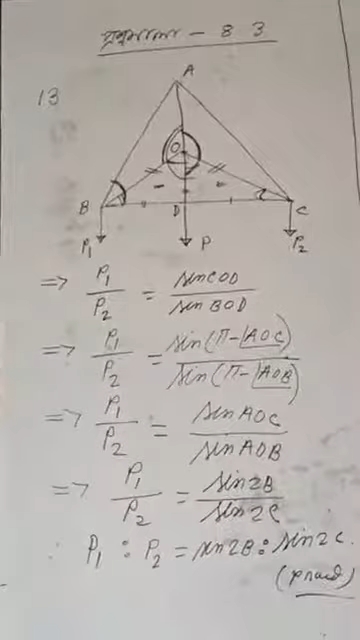 প্রশ্নমালা - 8 3
13
A
O
B D C
P₁ P P₂
=> P₁/P₂ = sinCOD/sinBOD
=> P₁/P₂ = sin(π-|AOC)/sin(π-|AOB)
=> P₁/P₂ = sinAOC/sinAOB
=> P₁/P₂ = sin2B/sin2C
∴ P₁ : P₂ = sin2B : sin2C.